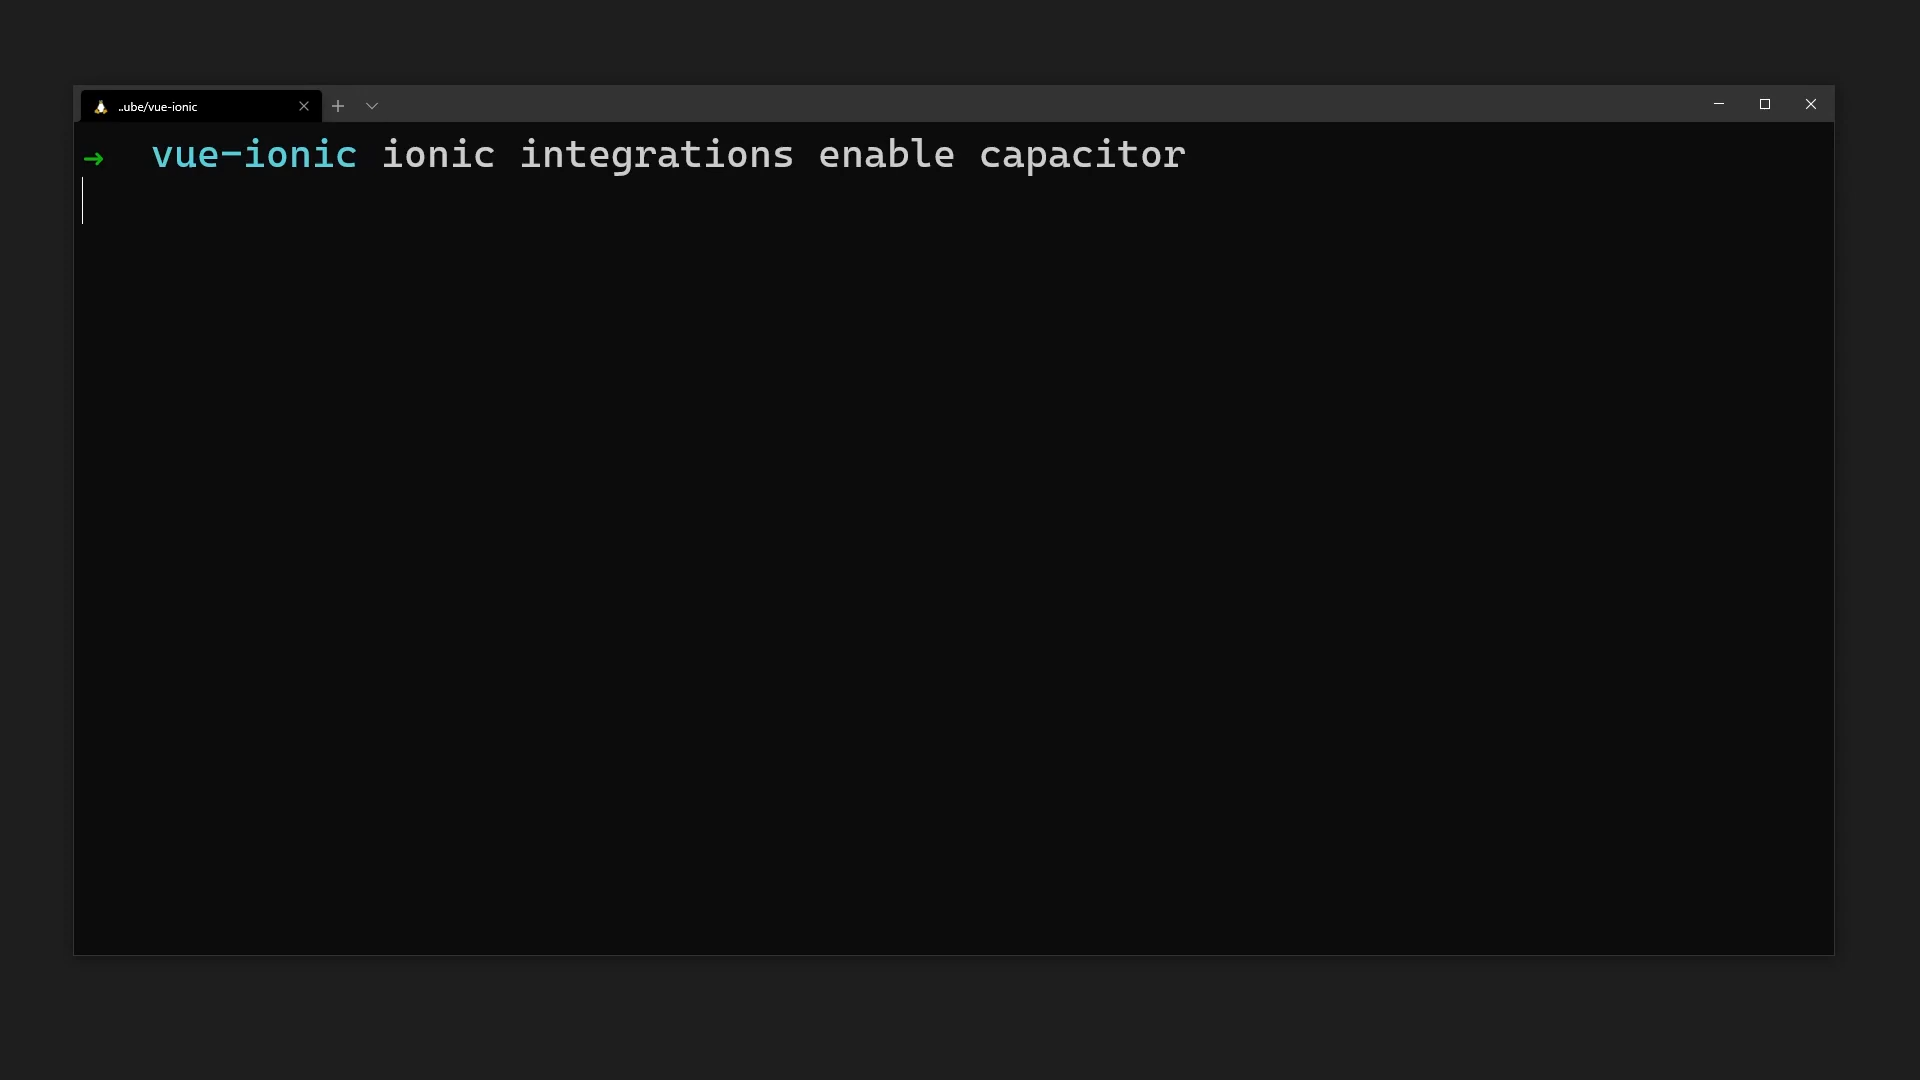 ..ube/vue-ionic
➜ vue-ionic ionic integrations enable capacitor